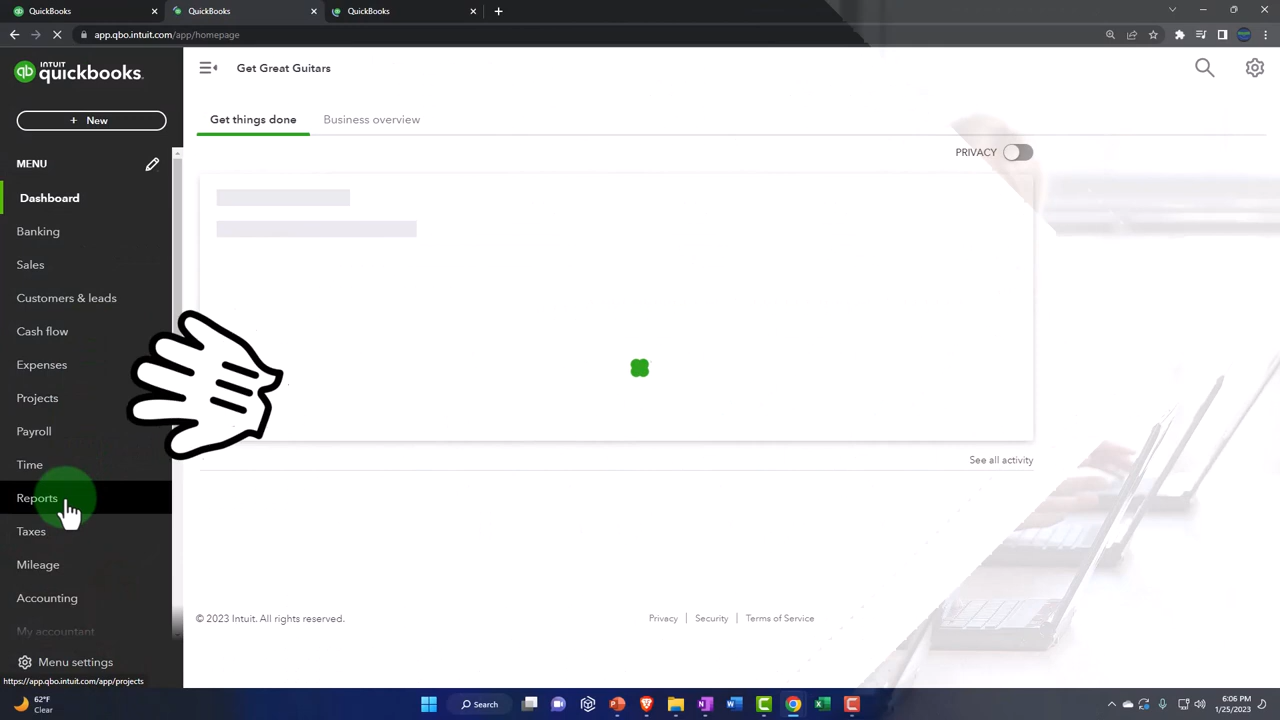 QuickBooks
QuickBooks
QuickBooks
app.qbo.intuit.com/app/homepage
INTUIT
quickbooks.
Get Great Guitars
+ New
Get things done
Business overview
PRIVACY
MENU
Dashboard
Banking
Sales
Customers & leads
Cash flow
Expenses
Projects
Payroll
Time
See all activity
Reports
Taxes
Mileage
Accounting
My accountant
© 2023 Intuit. All rights reserved.
Privacy | Security | Terms of Service
Menu settings
https://app.qbo.intuit.com/app/projects
62°F
Clear
Search
6:06 PM
1/25/2023